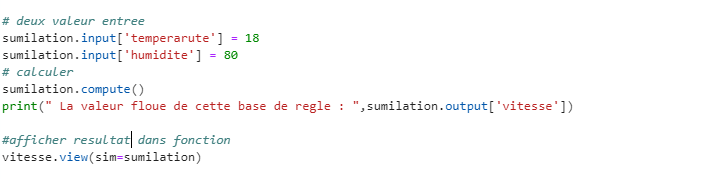 # deux valeur entree
sumilation.input['temperarute'] = 18
sumilation.input['humidite'] = 80
# calculer
sumilation.compute()
print(" La valeur floue de cette base de regle : ",sumilation.output['vitesse'])
#afficher resultat dans fonction
vitesse.view(sim=sumilation)